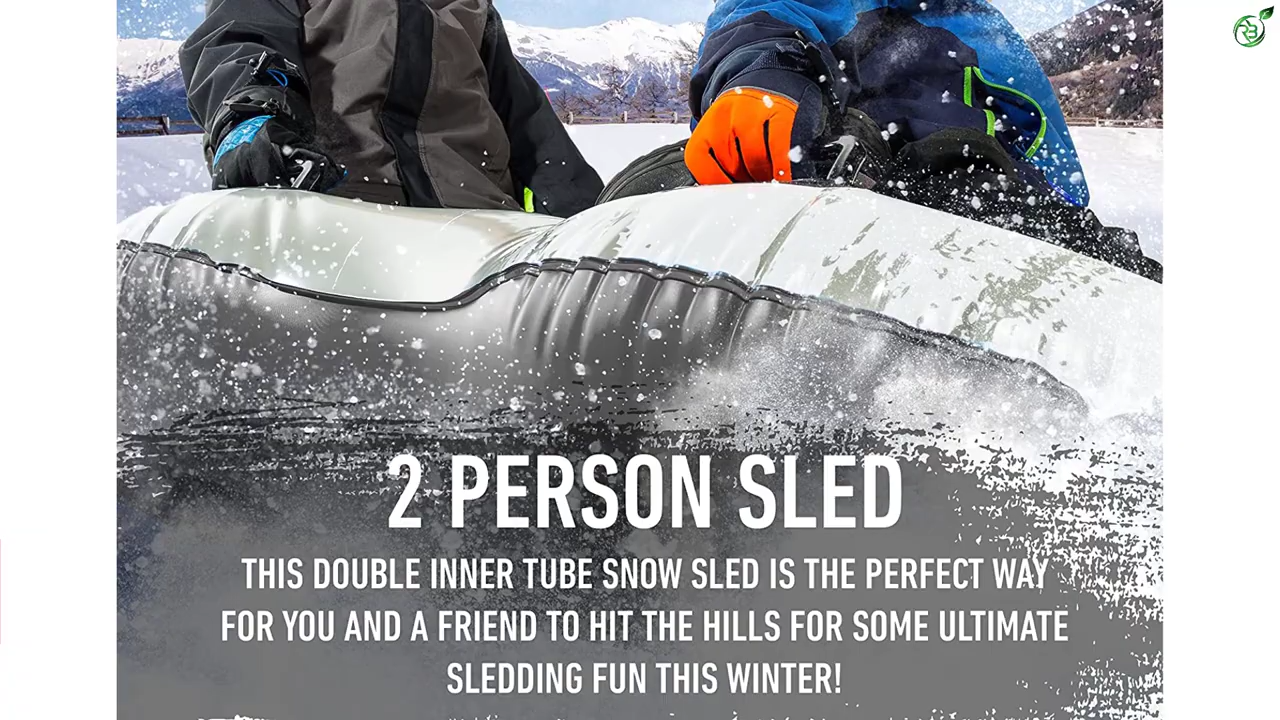 RB
2 PERSON SLED
THIS DOUBLE INNER TUBE SNOW SLED IS THE PERFECT WAY
FOR YOU AND A FRIEND TO HIT THE HILLS FOR SOME ULTIMATE
SLEDDING FUN THIS WINTER!